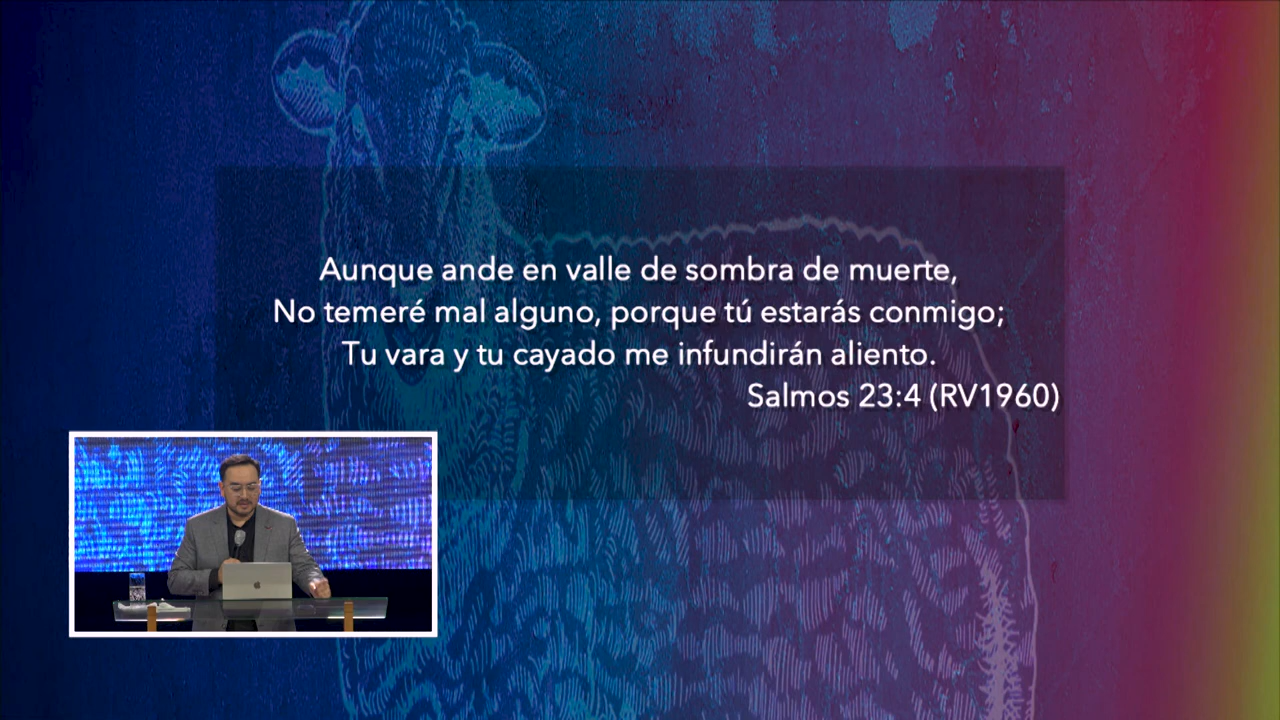 Aunque ande en valle de sombra de muerte,
No temeré mal alguno, porque tú estarás conmigo;
Tu vara y tu cayado me infundirán aliento.
Salmos 23:4 (RV1960)